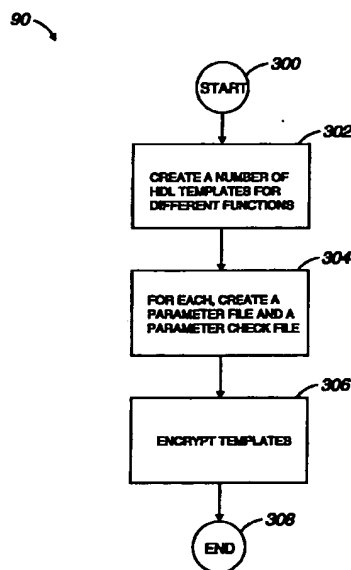 90
300
START
302
CREATE A NUMBER OF
HDL TEMPLATES FOR
DIFFERENT FUNCTIONS
304
FOR EACH, CREATE A
PARAMETER FILE AND A
PARAMETER CHECK FILE
306
ENCRYPT TEMPLATES
308
END